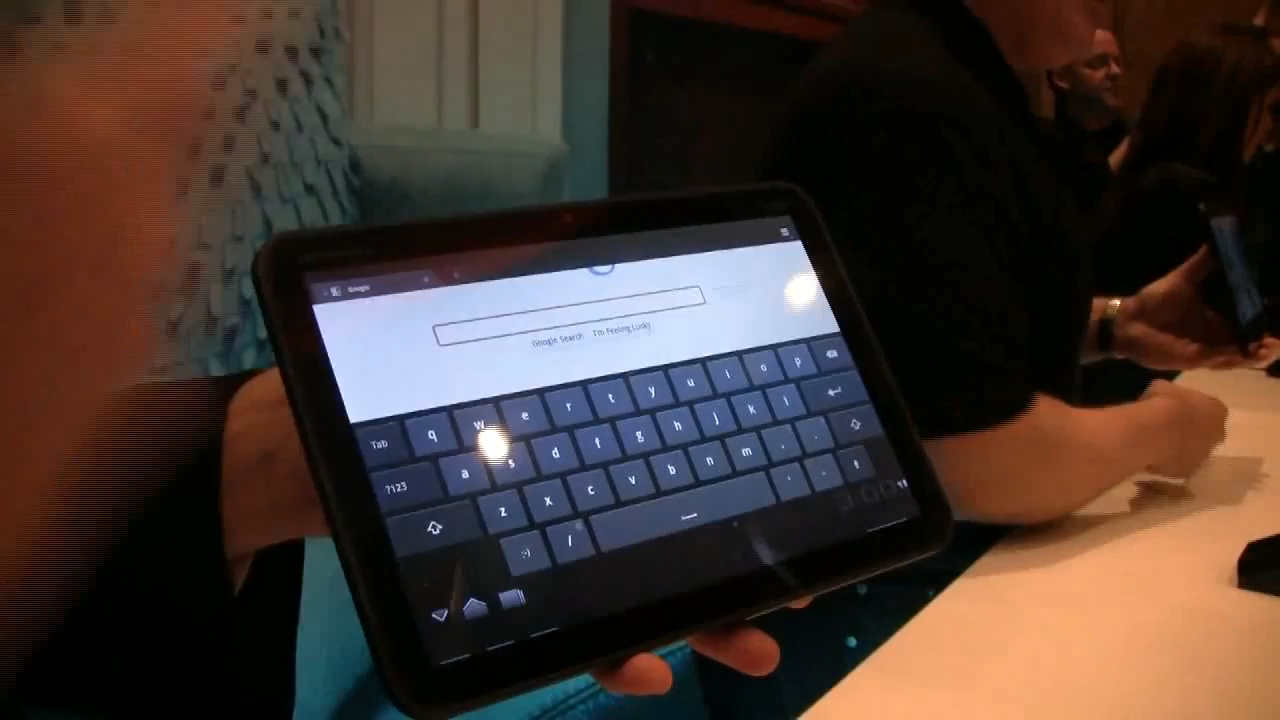 Google
Google Search I'm Feeling Lucky
Tab q w e r t y u i o p
?123 a s d f g h j k l
z x c v b n m , .
:-) / ' -